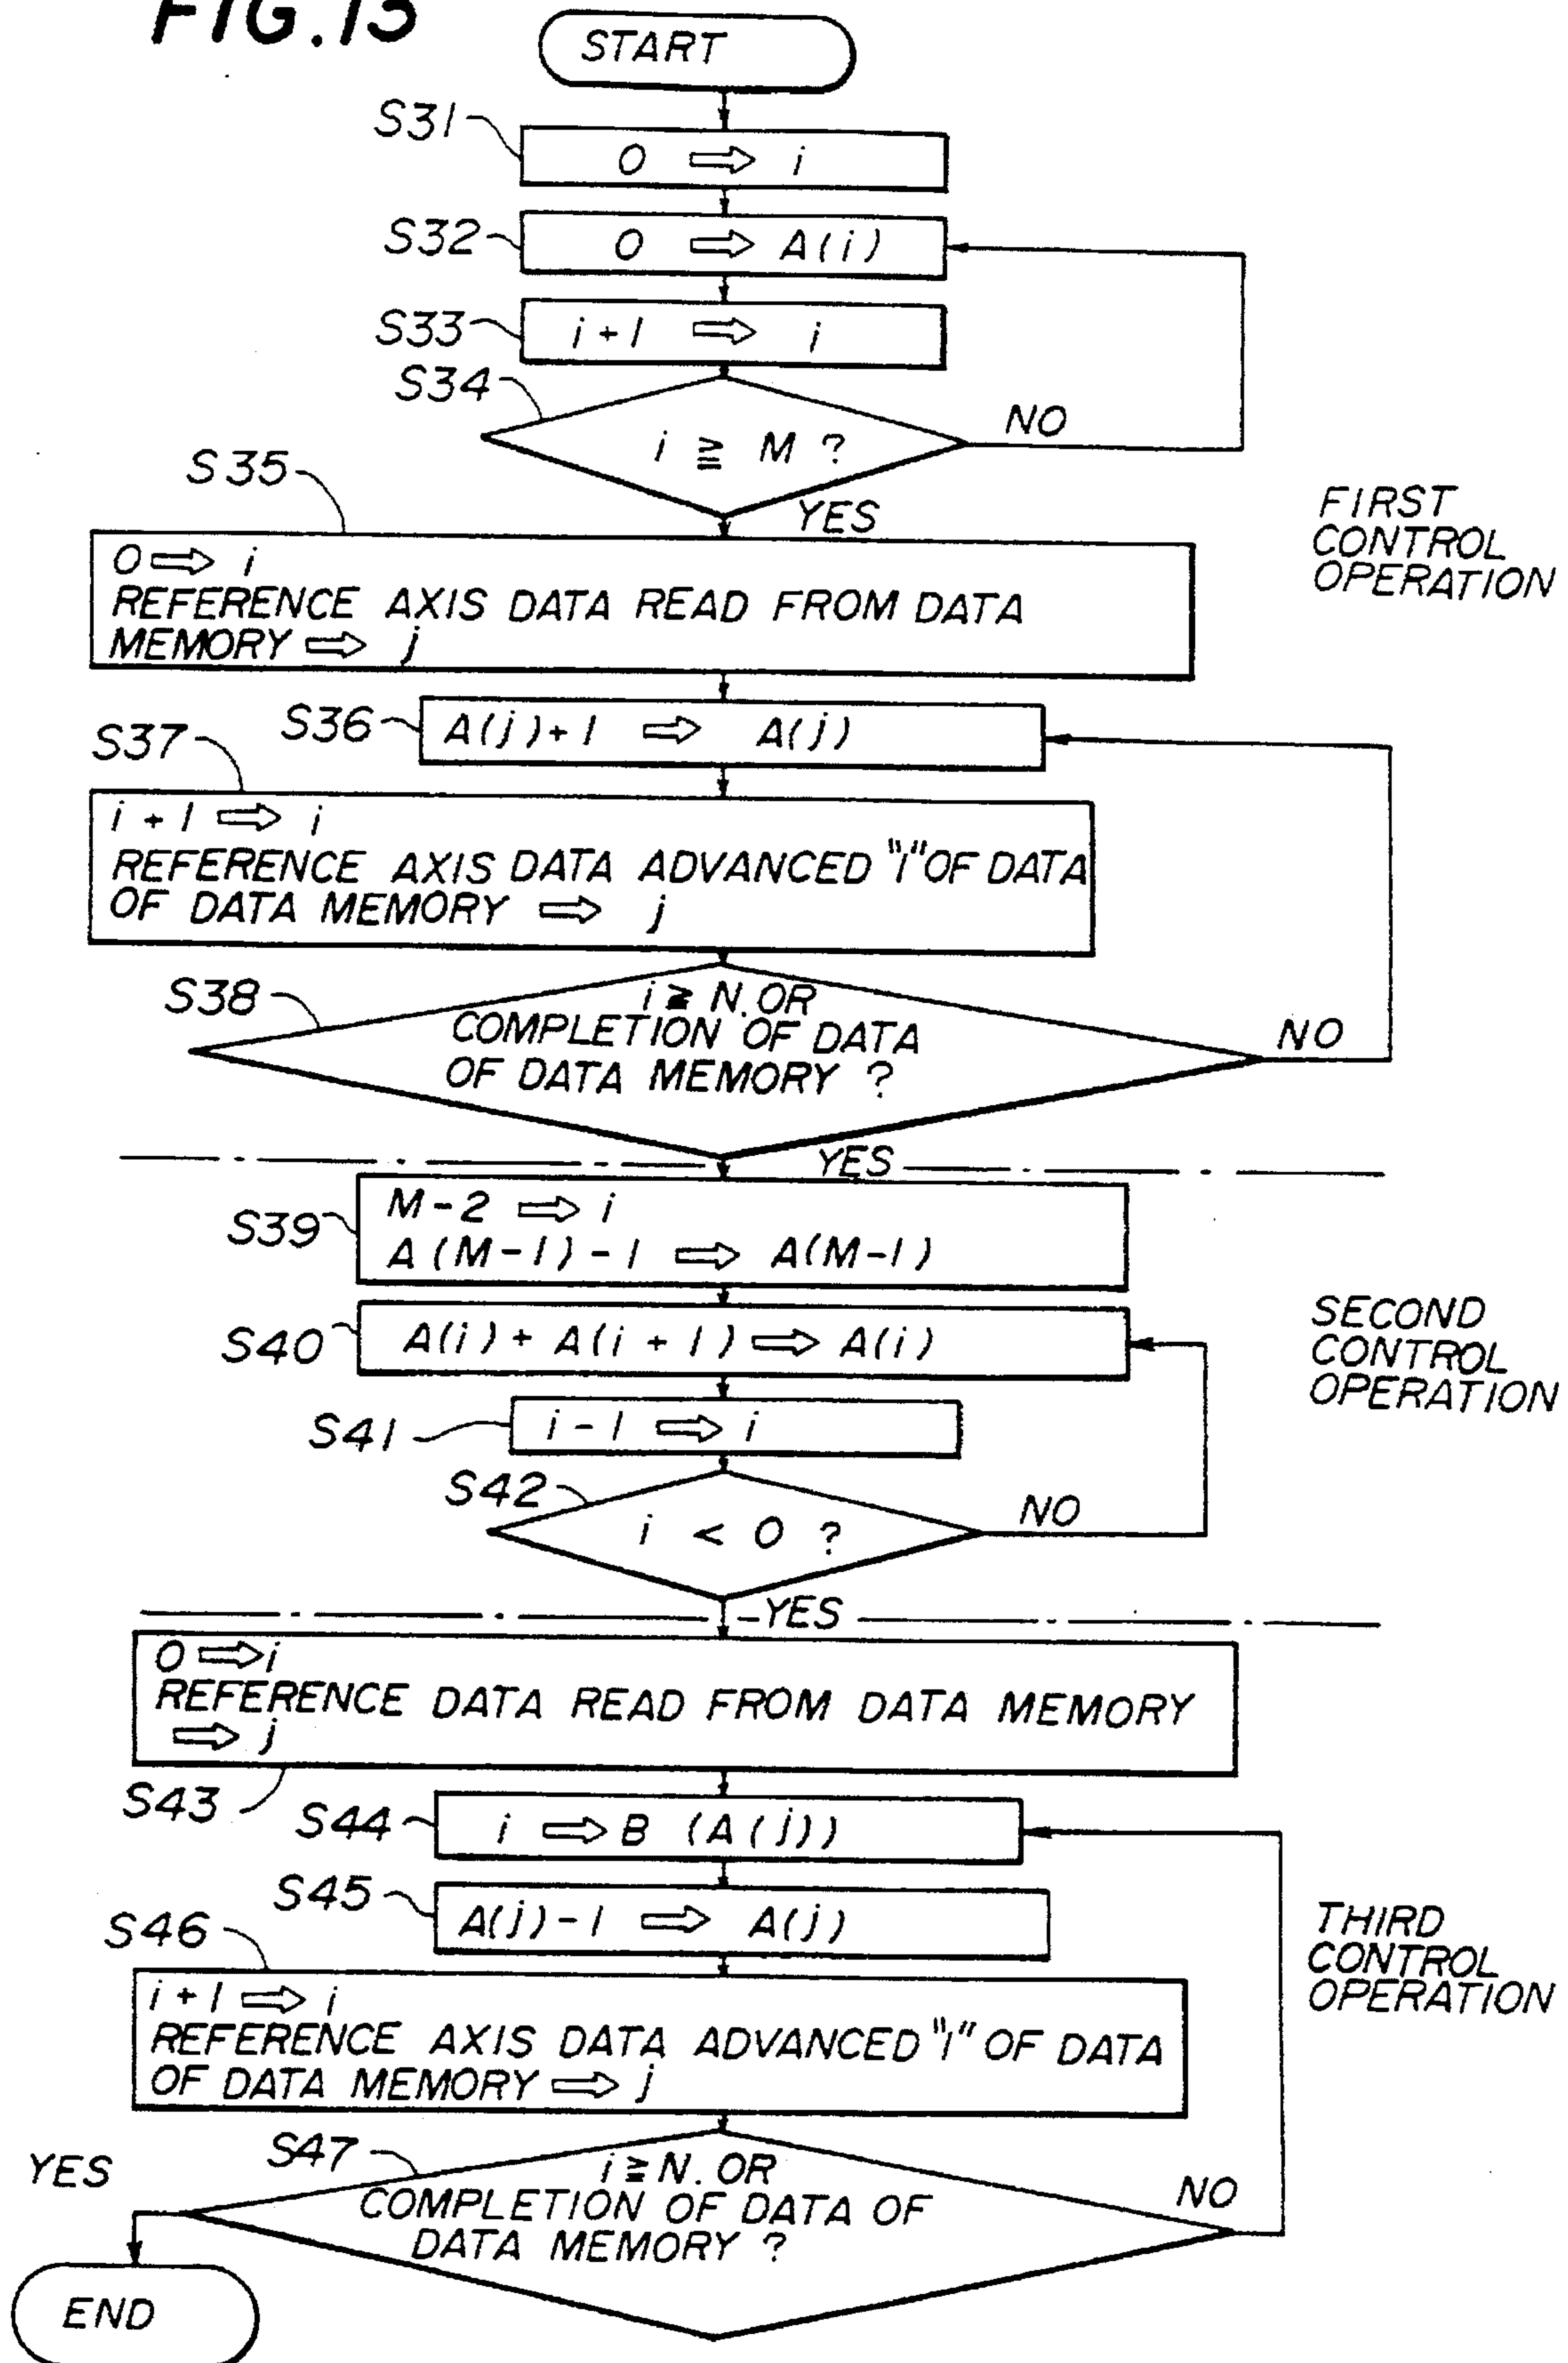 FIG.13
START
S31
0 ⇨ i
S32
0 ⇨ A(i)
S33
i+1 ⇨ i
S34
i ≧ M ?
NO
YES
FIRST
CONTROL
OPERATION
S35
0 ⇨ i
REFERENCE AXIS DATA READ FROM DATA
MEMORY ⇨ j
S36
A(j)+1 ⇨ A(j)
S37
i+1 ⇨ i
REFERENCE AXIS DATA ADVANCED "1" OF DATA
OF DATA MEMORY ⇨ j
S38
i ≧ N. OR
COMPLETION OF DATA
OF DATA MEMORY ?
NO
YES
S39
M-2 ⇨ i
A(M-1)-1 ⇨ A(M-1)
S40
A(i)+A(i+1) ⇨ A(i)
SECOND
CONTROL
OPERATION
S41
i-1 ⇨ i
S42
i < 0 ?
NO
YES
0 ⇨ i
REFERENCE DATA READ FROM DATA MEMORY
⇨ j
S43
S44
i ⇨ B (A(j))
S45
A(j)-1 ⇨ A(j)
THIRD
CONTROL
OPERATION
S46
i+1 ⇨ i
REFERENCE AXIS DATA ADVANCED "1" OF DATA
OF DATA MEMORY ⇨ j
S47
i ≧ N. OR
COMPLETION OF DATA OF
DATA MEMORY ?
YES
NO
END